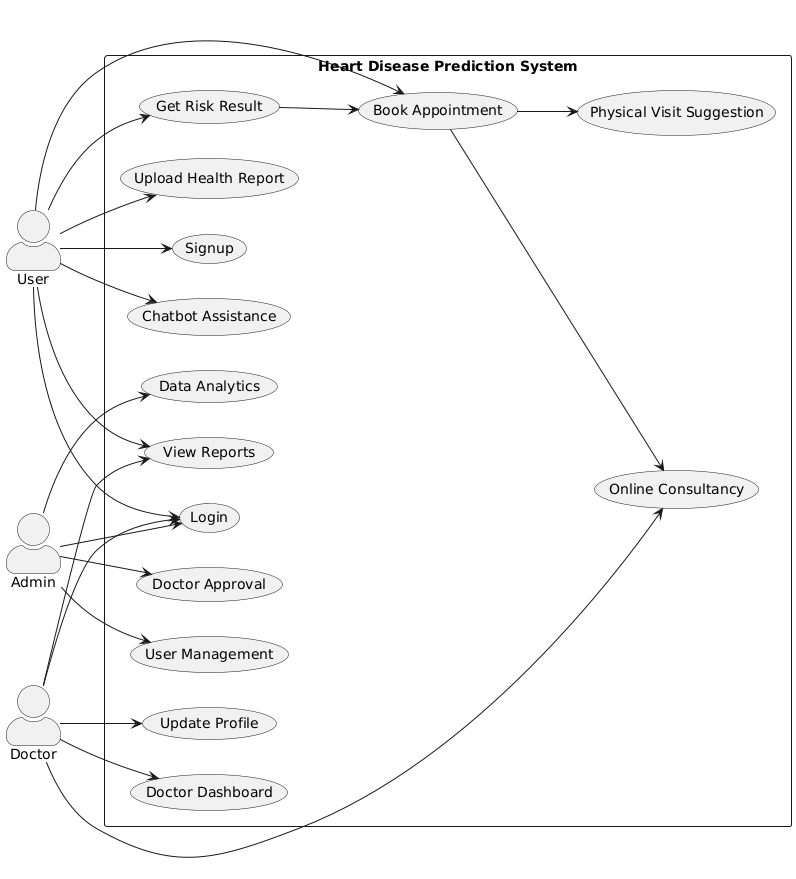 Heart Disease Prediction System
Get Risk Result
Book Appointment
Physical Visit Suggestion
Upload Health Report
Signup
User
Chatbot Assistance
Data Analytics
View Reports
Online Consultancy
Login
Admin
Doctor Approval
User Management
Update Profile
Doctor
Doctor Dashboard